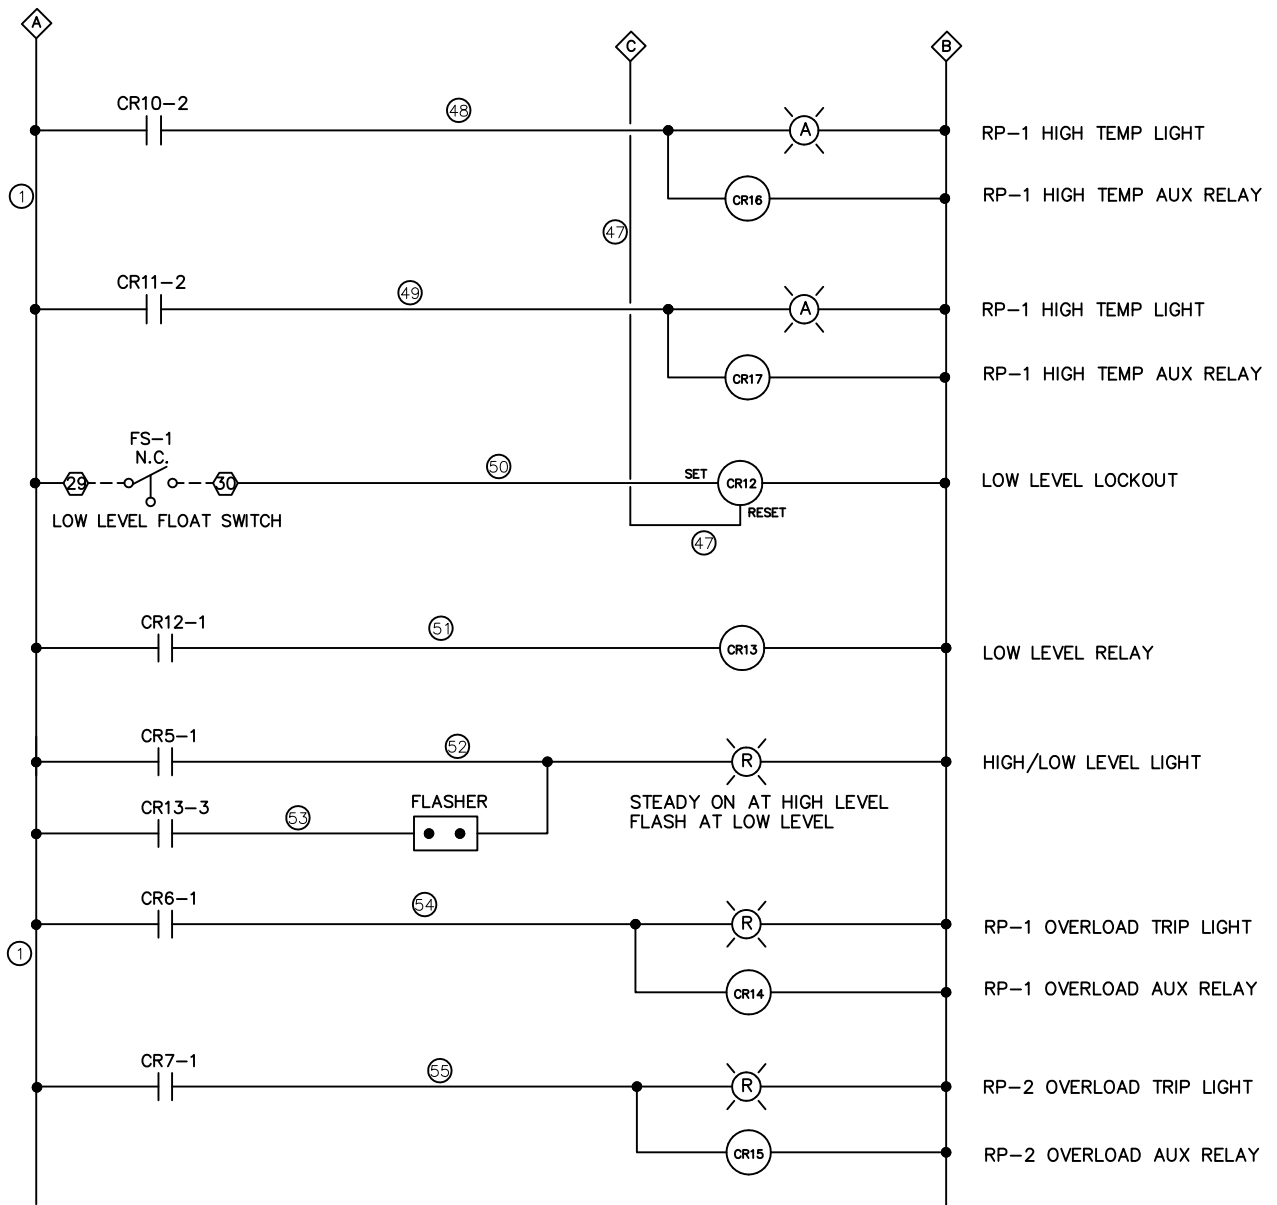 A
C
B
CR10-2
48
A
RP-1 HIGH TEMP LIGHT
1
CR16
RP-1 HIGH TEMP AUX RELAY
47
CR11-2
49
A
RP-1 HIGH TEMP LIGHT
CR17
RP-1 HIGH TEMP AUX RELAY
FS-1
N.C.
29
30
50
SET
CR12
LOW LEVEL LOCKOUT
RESET
LOW LEVEL FLOAT SWITCH
47
CR12-1
51
CR13
LOW LEVEL RELAY
CR5-1
52
R
HIGH/LOW LEVEL LIGHT
CR13-3
53
FLASHER
STEADY ON AT HIGH LEVEL
FLASH AT LOW LEVEL
CR6-1
54
R
RP-1 OVERLOAD TRIP LIGHT
1
CR14
RP-1 OVERLOAD AUX RELAY
CR7-1
55
R
RP-2 OVERLOAD TRIP LIGHT
CR15
RP-2 OVERLOAD AUX RELAY